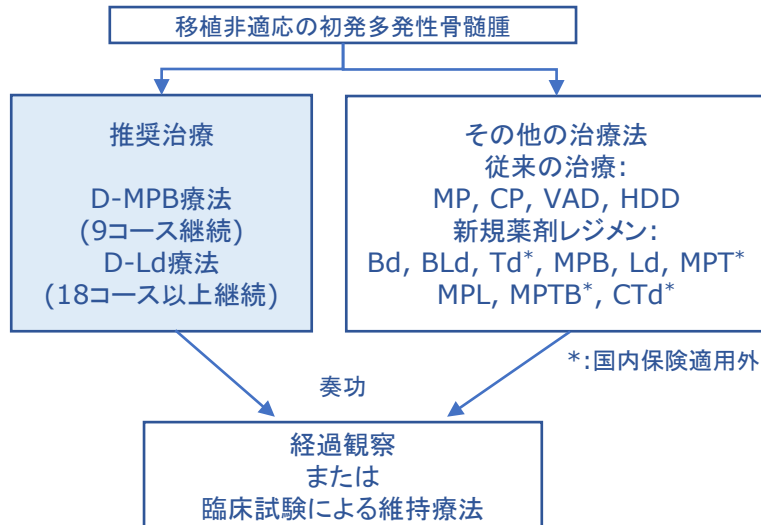 移植非適応の初発多発性骨髄腫
推奨治療
D-MPB療法
(9コース継続)
D-Ld療法
(18コース以上継続)
その他の治療法
従来の治療:
MP, CP, VAD, HDD
新規薬剤レジメン:
Bd, BLd, Td*, MPB, Ld, MPT*
MPL, MPTB*, CTd*
*:国内保険適用外
奏功
経過観察
または
臨床試験による維持療法